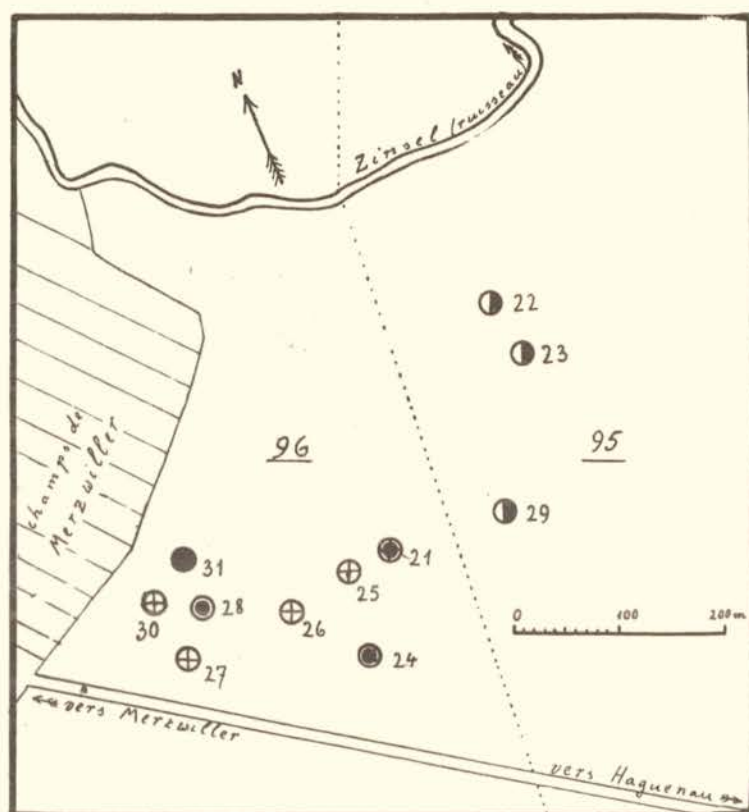 N
Zinsel (ruisseau)
22
23
champs de
Merzwiller
96
95
29
21
31
25
0 100 200 m
30
28
26
24
27
vers Merzwiller
vers Haguenau